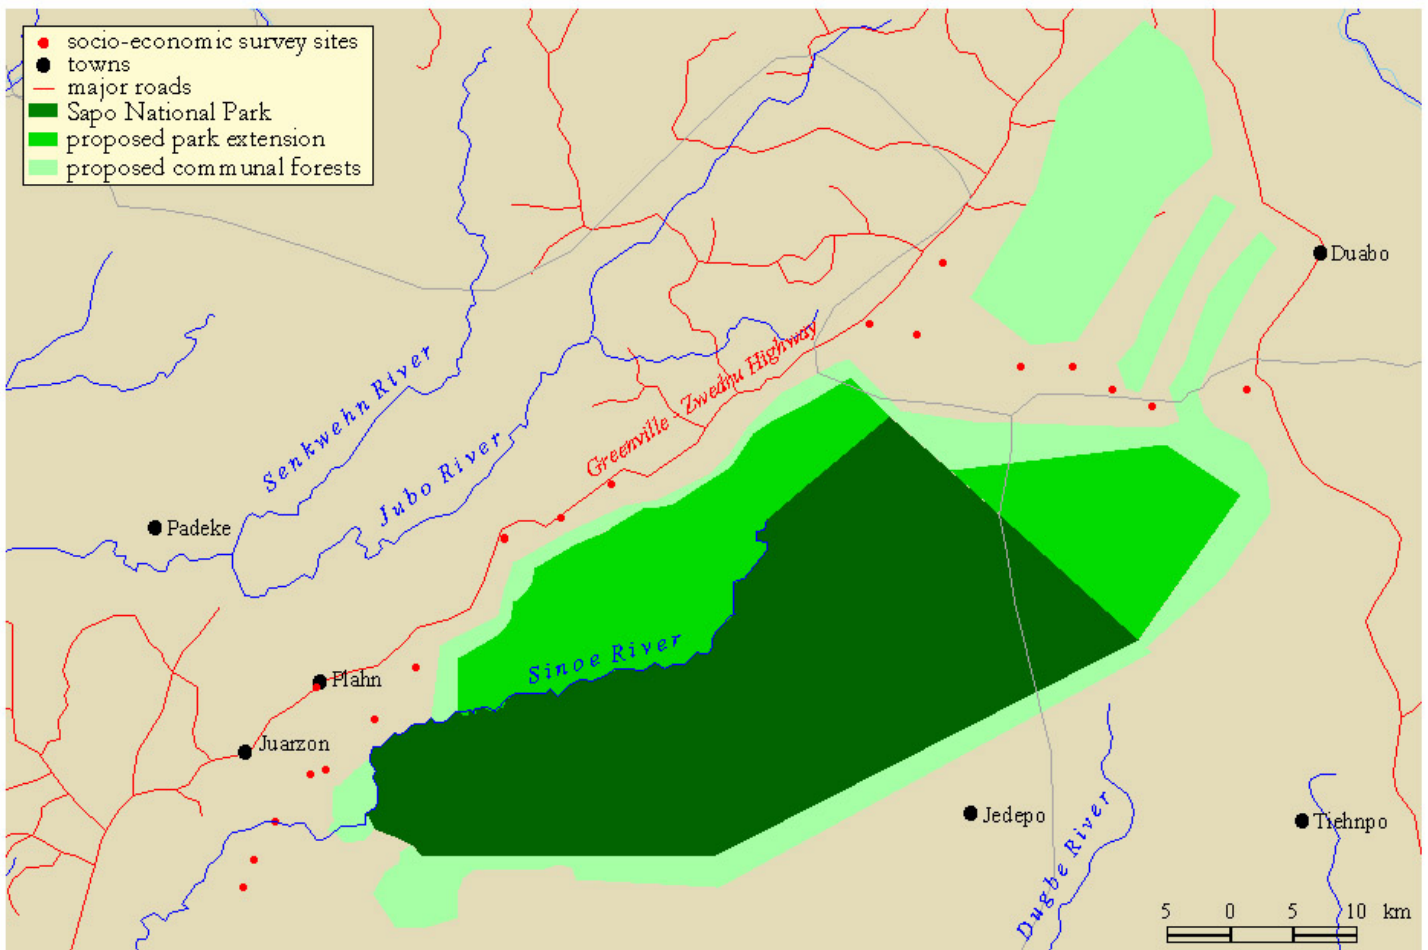 socio-economic survey sites
towns
major roads
Sapo National Park
proposed park extension
proposed communal forests
Duabo
Greenville - Zwedru Highway
Senkwehn River
Jubo River
Padeke
Sinoe River
Plahn
Juarzon
Jedepo
Tiehnpo
Dugbe River
5 0 5 10 km